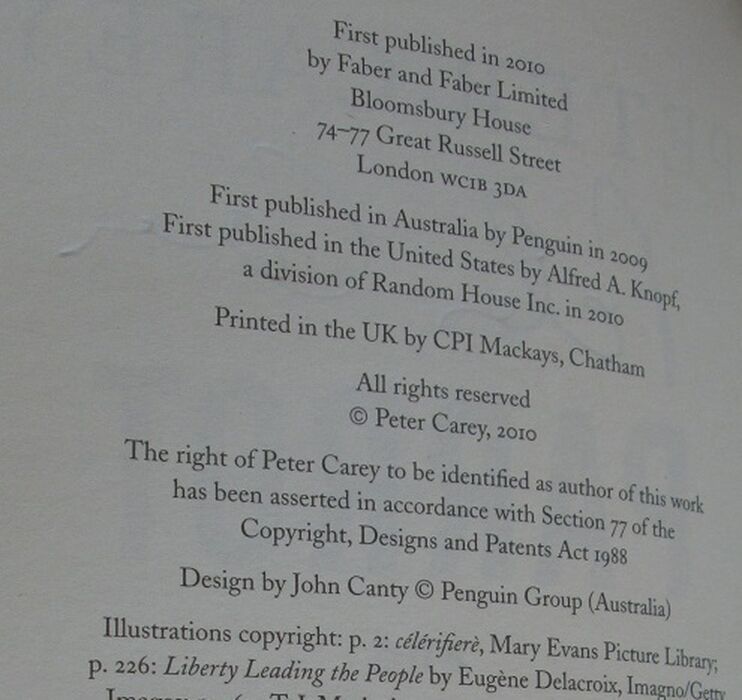 First published in 2010
by Faber and Faber Limited
Bloomsbury House
74–77 Great Russell Street
London WC1B 3DA
First published in Australia by Penguin in 2009
First published in the United States by Alfred A. Knopf,
a division of Random House Inc. in 2010
Printed in the UK by CPI Mackays, Chatham
All rights reserved
© Peter Carey, 2010
The right of Peter Carey to be identified as author of this work
has been asserted in accordance with Section 77 of the
Copyright, Designs and Patents Act 1988
Design by John Canty © Penguin Group (Australia)
Illustrations copyright: p. 2: célérifierè, Mary Evans Picture Library;
p. 226: Liberty Leading the People by Eugène Delacroix, Imagno/Getty